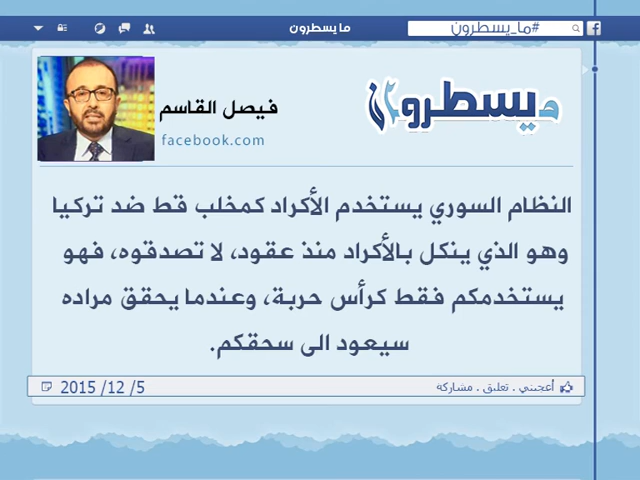 ما يسطرون
#ما_يسطرون
ما يسطرون
فيصل القاسم
facebook.com
النظام السوري يستخدم الأكراد كمخلب قط ضد تركيا
وهو الذي ينكل بالأكراد منذ عقود، لا تصدقوه، فهو
يستخدمكم فقط كرأس حربة، وعندما يحقق مراده
سيعود الى سحقكم.
أعجبني . تعليق . مشاركة
2015 /12 /5